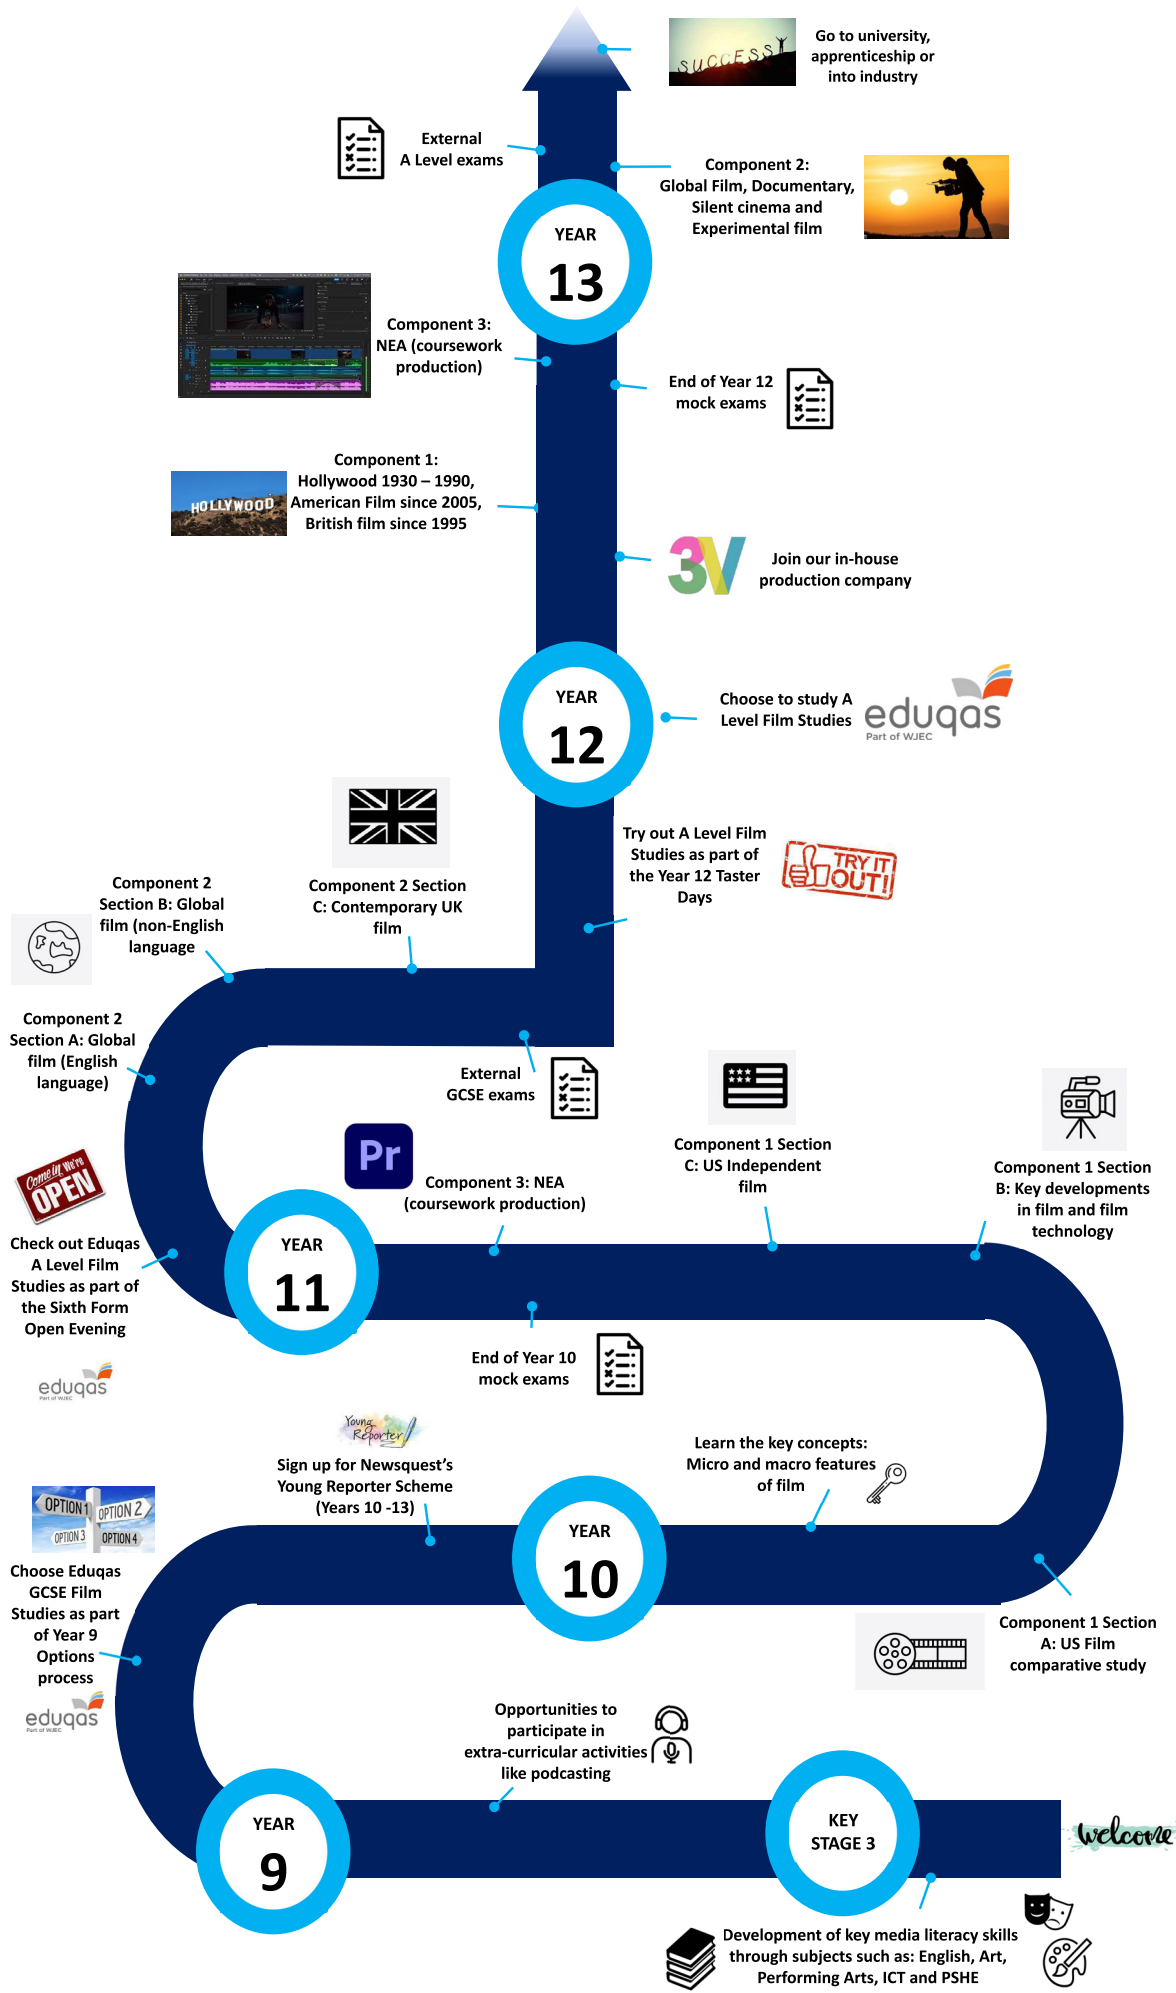 SUCCESS
Go to university,
apprenticeship or
into industry
External
A Level exams
Component 2:
Global Film, Documentary,
Silent cinema and
Experimental film
YEAR
13
Component 3:
NEA (coursework
production)
End of Year 12
mock exams
Component 1:
Hollywood 1930 – 1990,
American Film since 2005,
British film since 1995
HOLLYWOOD
3V
Join our in-house
production company
YEAR
12
Choose to study A
Level Film Studies
eduqas
Part of WJEC
Try out A Level Film
Studies as part of
the Year 12 Taster
Days
TRY IT
OUT!
Component 2 Section
C: Contemporary UK
film
Component 2
Section B: Global
film (non-English
language
Component 2
Section A: Global
film (English
language)
External
GCSE exams
Come in We're
OPEN
Check out Eduqas
A Level Film
Studies as part of
the Sixth Form
Open Evening
eduqas
Part of WJEC
YEAR
11
Pr
Component 3: NEA
(coursework production)
Component 1 Section
C: US Independent
film
Component 1 Section
B: Key developments
in film and film
technology
End of Year 10
mock exams
Young
Reporter
Sign up for Newsquest's
Young Reporter Scheme
(Years 10 -13)
Learn the key concepts:
Micro and macro features
of film
YEAR
10
Component 1 Section
A: US Film
comparative study
OPTION 1
OPTION 2
OPTION 3
OPTION 4
Choose Eduqas
GCSE Film
Studies as part
of Year 9
Options
process
eduqas
Part of WJEC
Opportunities to
participate in
extra-curricular activities
like podcasting
YEAR
9
KEY
STAGE 3
welcome
Development of key media literacy skills
through subjects such as: English, Art,
Performing Arts, ICT and PSHE